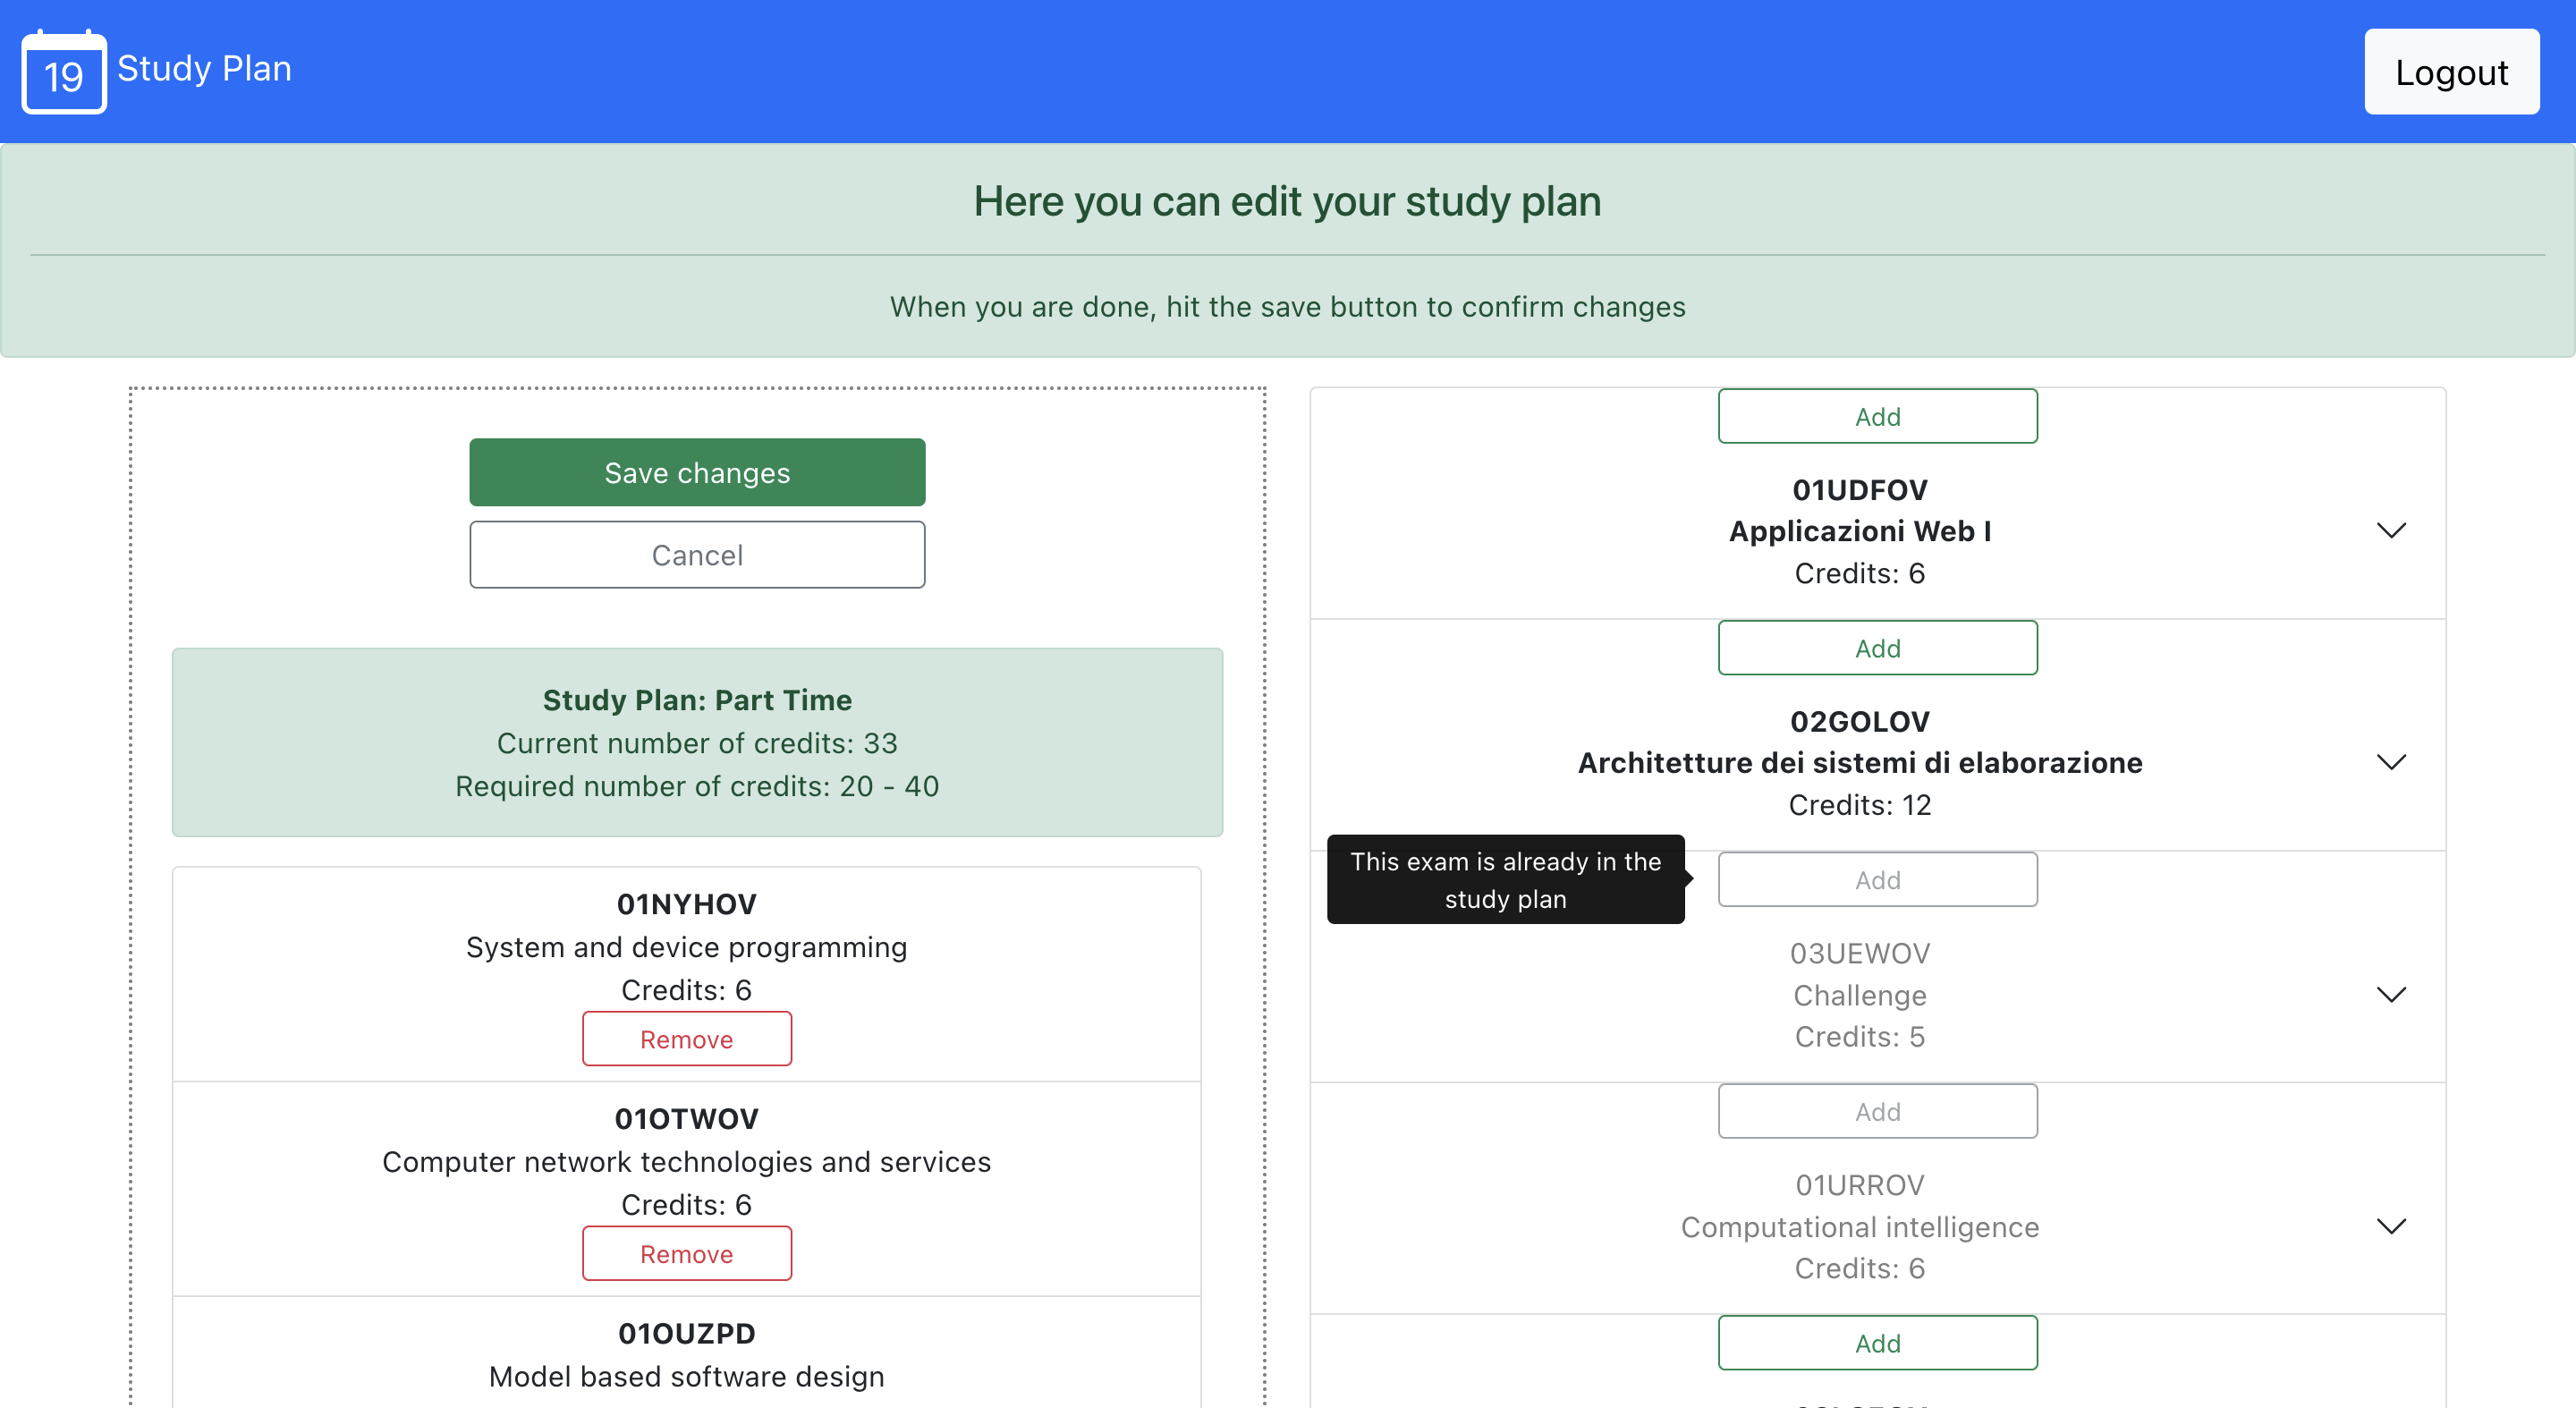 19
Study Plan
Logout
Here you can edit your study plan
When you are done, hit the save button to confirm changes
Save changes
Cancel
Study Plan: Part Time
Current number of credits: 33
Required number of credits: 20 - 40
01NYHOV
System and device programming
Credits: 6
Remove
01OTWOV
Computer network technologies and services
Credits: 6
Remove
01OUZPD
Model based software design
Add
01UDFOV
Applicazioni Web I
Credits: 6
Add
02GOLOV
Architetture dei sistemi di elaborazione
Credits: 12
This exam is already in the
study plan
Add
03UEWOV
Challenge
Credits: 5
Add
01URROV
Computational intelligence
Credits: 6
Add